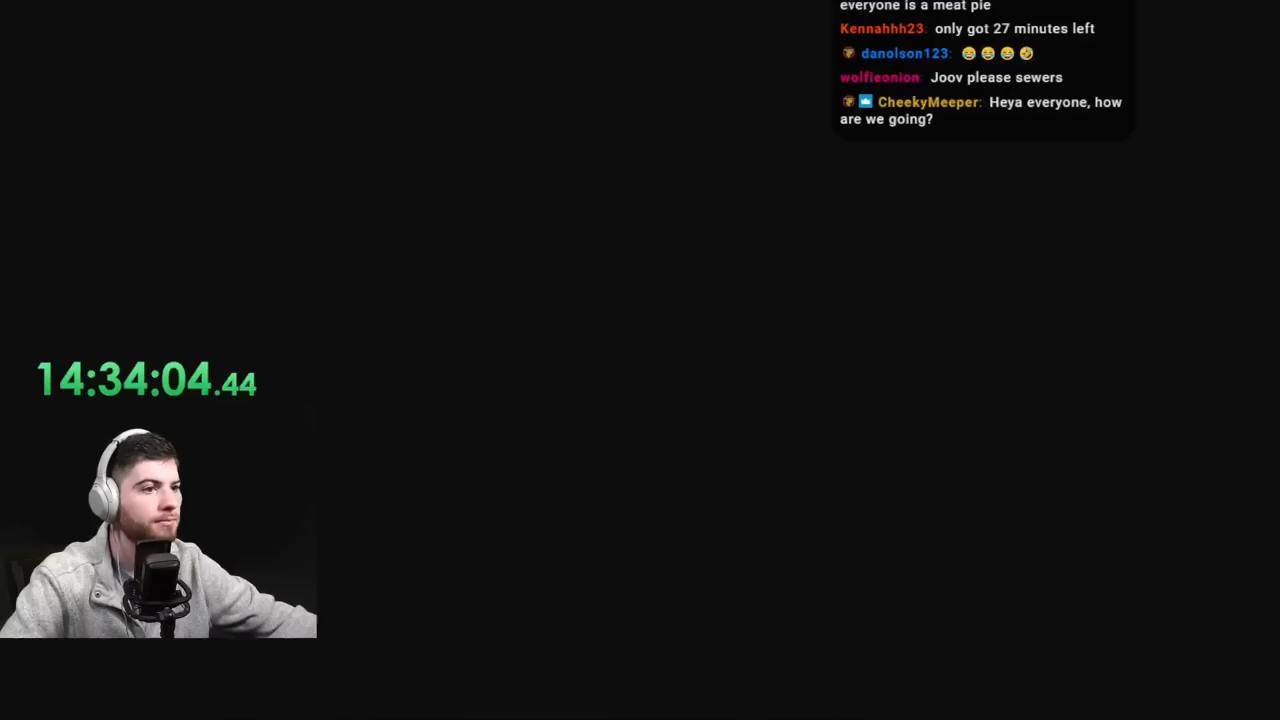 everyone is a meat pie
Kennahhh23: only got 27 minutes left
danolson123: 😂 😂 😂 🤣
wolfieonion: Joov please sewers
CheekyMeeper: Heya everyone, how
are we going?
14:34:04.44